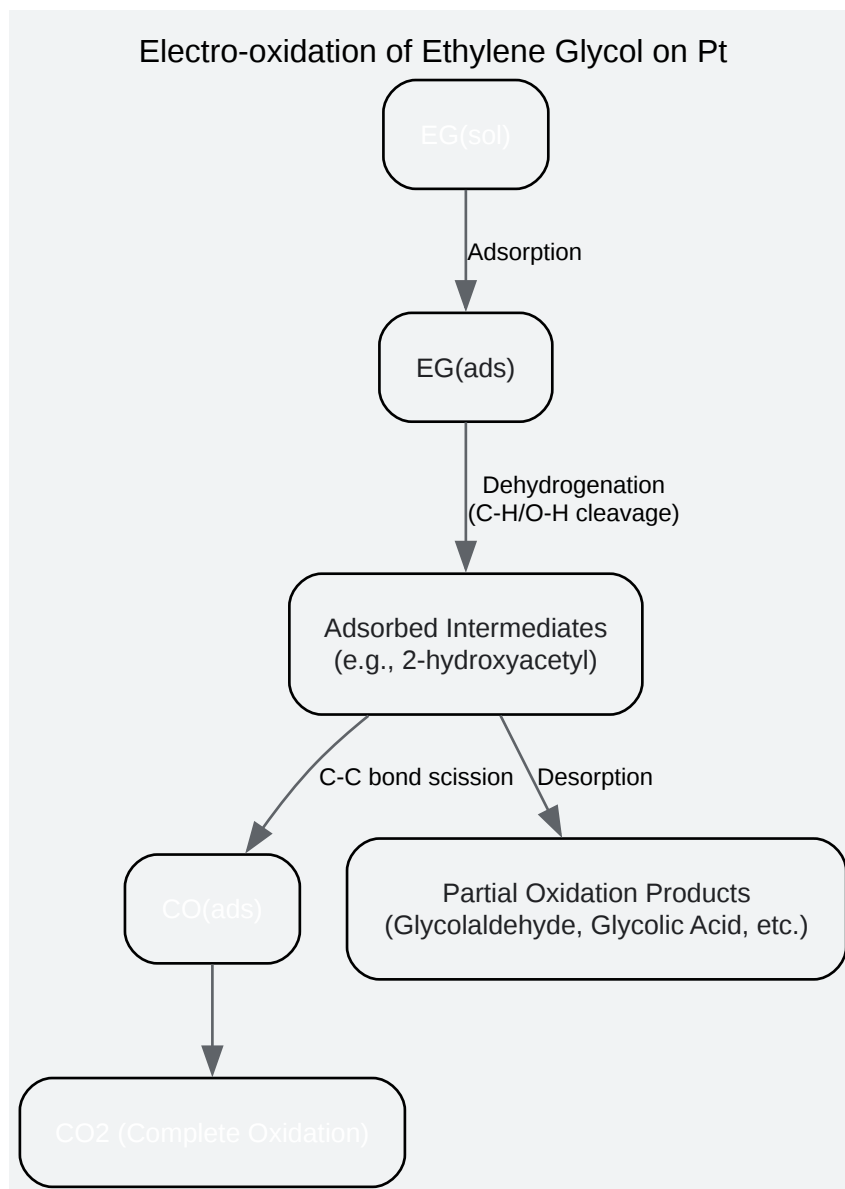 Electro-oxidation of Ethylene Glycol on Pt
EG(sol)
Adsorption
EG(ads)
Dehydrogenation
(C-H/O-H cleavage)
Adsorbed Intermediates
(e.g., 2-hydroxyacetyl)
C-C bond scission
Desorption
CO(ads)
Partial Oxidation Products
(Glycolaldehyde, Glycolic Acid, etc.)
CO2 (Complete Oxidation)